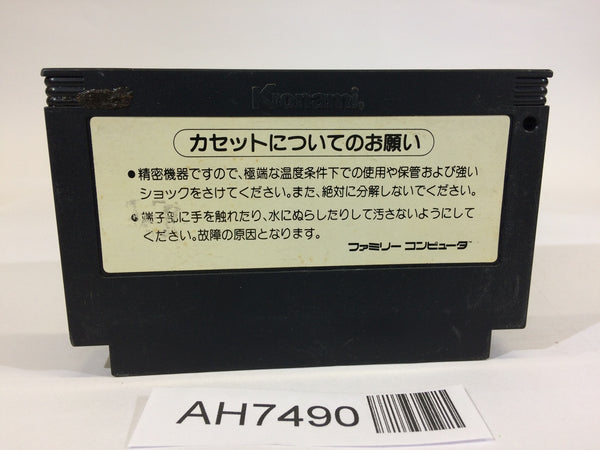 Konami
カセットについてのお願い
●精密機器ですので、極端な温度条件下での使用や保管および強い
ショックをさけてください。また、絶対に分解しないでください。
●端子部に手を触れたり、水にぬらしたりして汚さないようにして
ください。故障の原因となります。
ファミリー コンピュータ™
AH7490